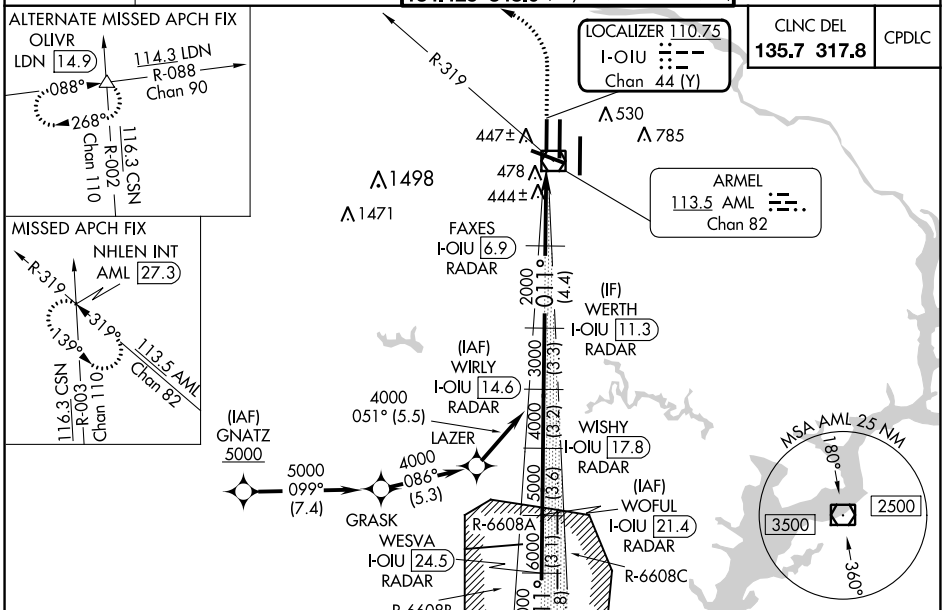 ALTERNATE MISSED APCH FIX
OLIVR
LDN 14.9
114.3 LDN
R-088
Chan 90
088°
268°
116.3 CSN
R-002
Chan 110
MISSED APCH FIX
NHLEN INT
AML 27.3
R-319
319°
139°
113.5 AML
Chan 82
116.3 CSN
R-003
Chan 110
R-319
LOCALIZER 110.75
I-OIU
Chan 44 (Y)
CLNC DEL
135.7 317.8
CPDLC
530
785
447±
478
444±
1498
1471
ARMEL
113.5 AML
Chan 82
FAXES
I-OIU 6.9
RADAR
2000
011°
(4.4)
(IF)
WERTH
I-OIU 11.3
RADAR
3000
(3.3)
(IAF)
WIRLY
I-OIU 14.6
RADAR
4000
(3.2)
4000
051° (5.5)
LAZER
WISHY
I-OIU 17.8
RADAR
(IAF)
GNATZ
5000
5000
099°
(7.4)
4000
086°
(5.3)
GRASK
5000
(3.6)
(IAF)
WOFUL
I-OIU 21.4
RADAR
R-6608A
WESVA
I-OIU 24.5
RADAR
6000
(3.1)
R-6608C
R-6608B
MSA AML 25 NM
180°
3500
2500
360°